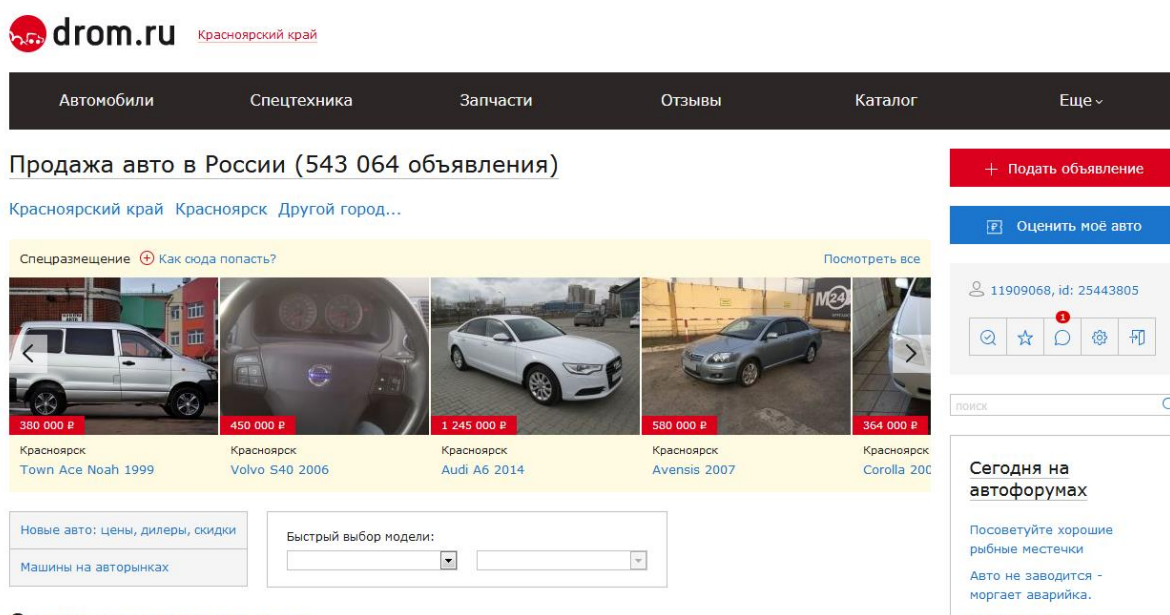 drom.ru
Красноярский край
Автомобили Спецтехника Запчасти Отзывы Каталог Еще
Продажа авто в России (543 064 объявления)
Красноярский край Красноярск Другой город...
Спецразмещение Как сюда попасть? Посмотреть все
М24
380 000 ₽ 450 000 ₽ 1 245 000 ₽ 580 000 ₽ 364 000 ₽
Красноярск Красноярск Красноярск Красноярск Красноярск
Town Ace Noah 1999 Volvo S40 2006 Audi A6 2014 Avensis 2007 Corolla 200
Новые авто: цены, дилеры, скидки
Машины на авторынках
Быстрый выбор модели:
+ Подать объявление
₽ Оценить моё авто
11909068, id: 25443805
1
поиск
Сегодня на
автофорумах
Посоветуйте хорошие
рыбные местечки
Авто не заводится -
моргает аварийка.